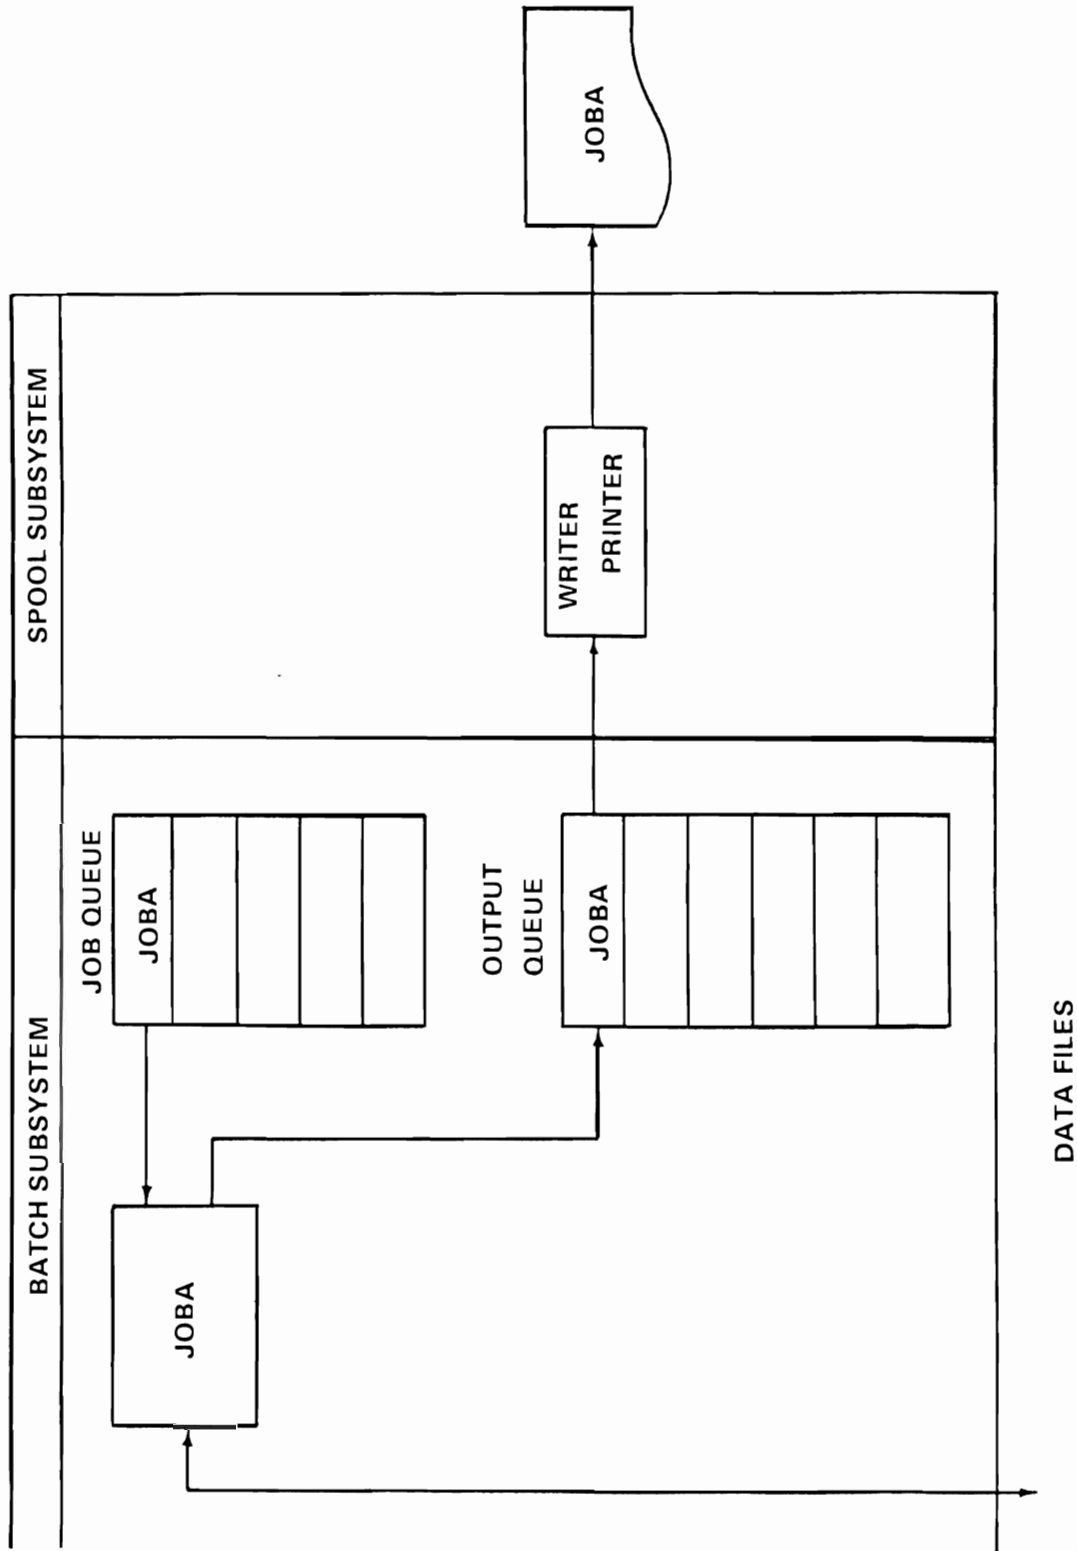 BATCH SUBSYSTEM
SPOOL SUBSYSTEM
JOB QUEUE
JOBA
JOBA
OUTPUT
QUEUE
JOBA
WRITER
PRINTER
JOBA
DATA FILES